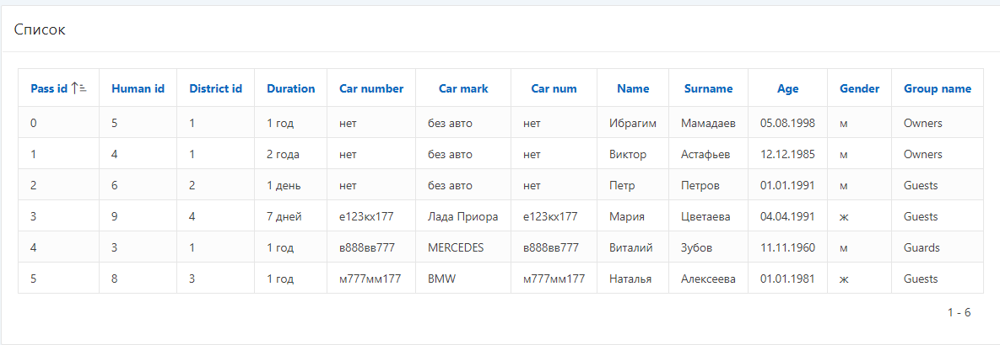 Список
Pass id Human id District id Duration Car number Car mark Car num Name Surname Age Gender Group name
0 5 1 1 год нет без авто нет Ибрагим Мамадаев 05.08.1998 м Owners
1 4 1 2 года нет без авто нет Виктор Астафьев 12.12.1985 м Owners
2 6 2 1 день нет без авто нет Петр Петров 01.01.1991 м Guests
3 9 4 7 дней е123кх177 Лада Приора е123кх177 Мария Цветаева 04.04.1991 ж Guests
4 3 1 1 год в888вв777 MERCEDES в888вв777 Виталий Зубов 11.11.1960 м Guards
5 8 3 1 год м777мм177 BMW м777мм177 Наталья Алексеева 01.01.1981 ж Guests
1 - 6